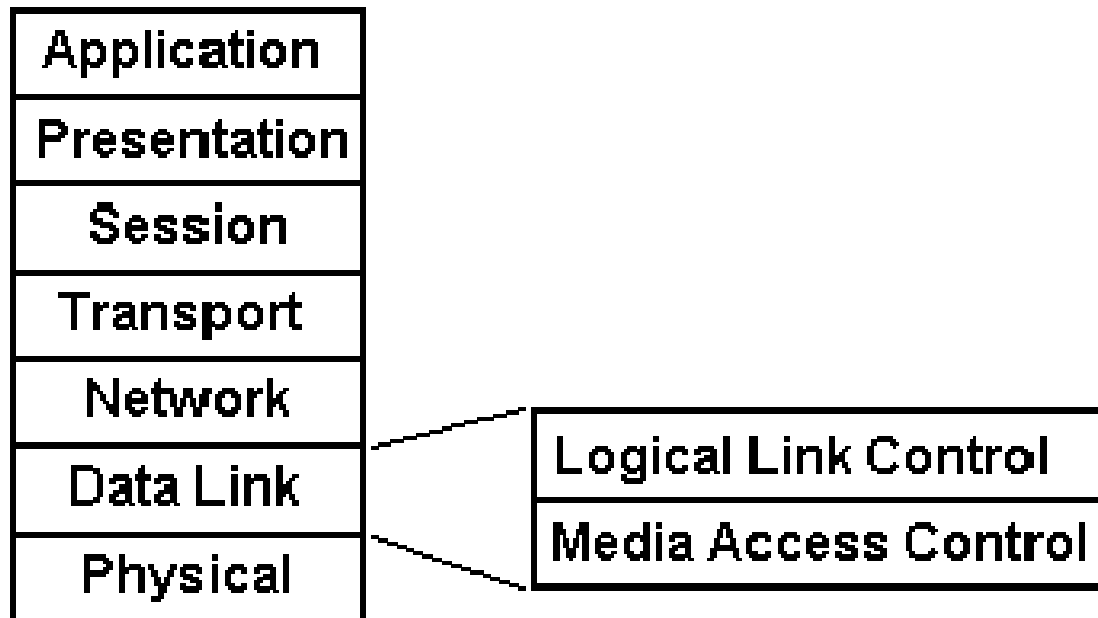 Application
Presentation
Session
Transport
Network
Data Link
Physical
Logical Link Control
Media Access Control